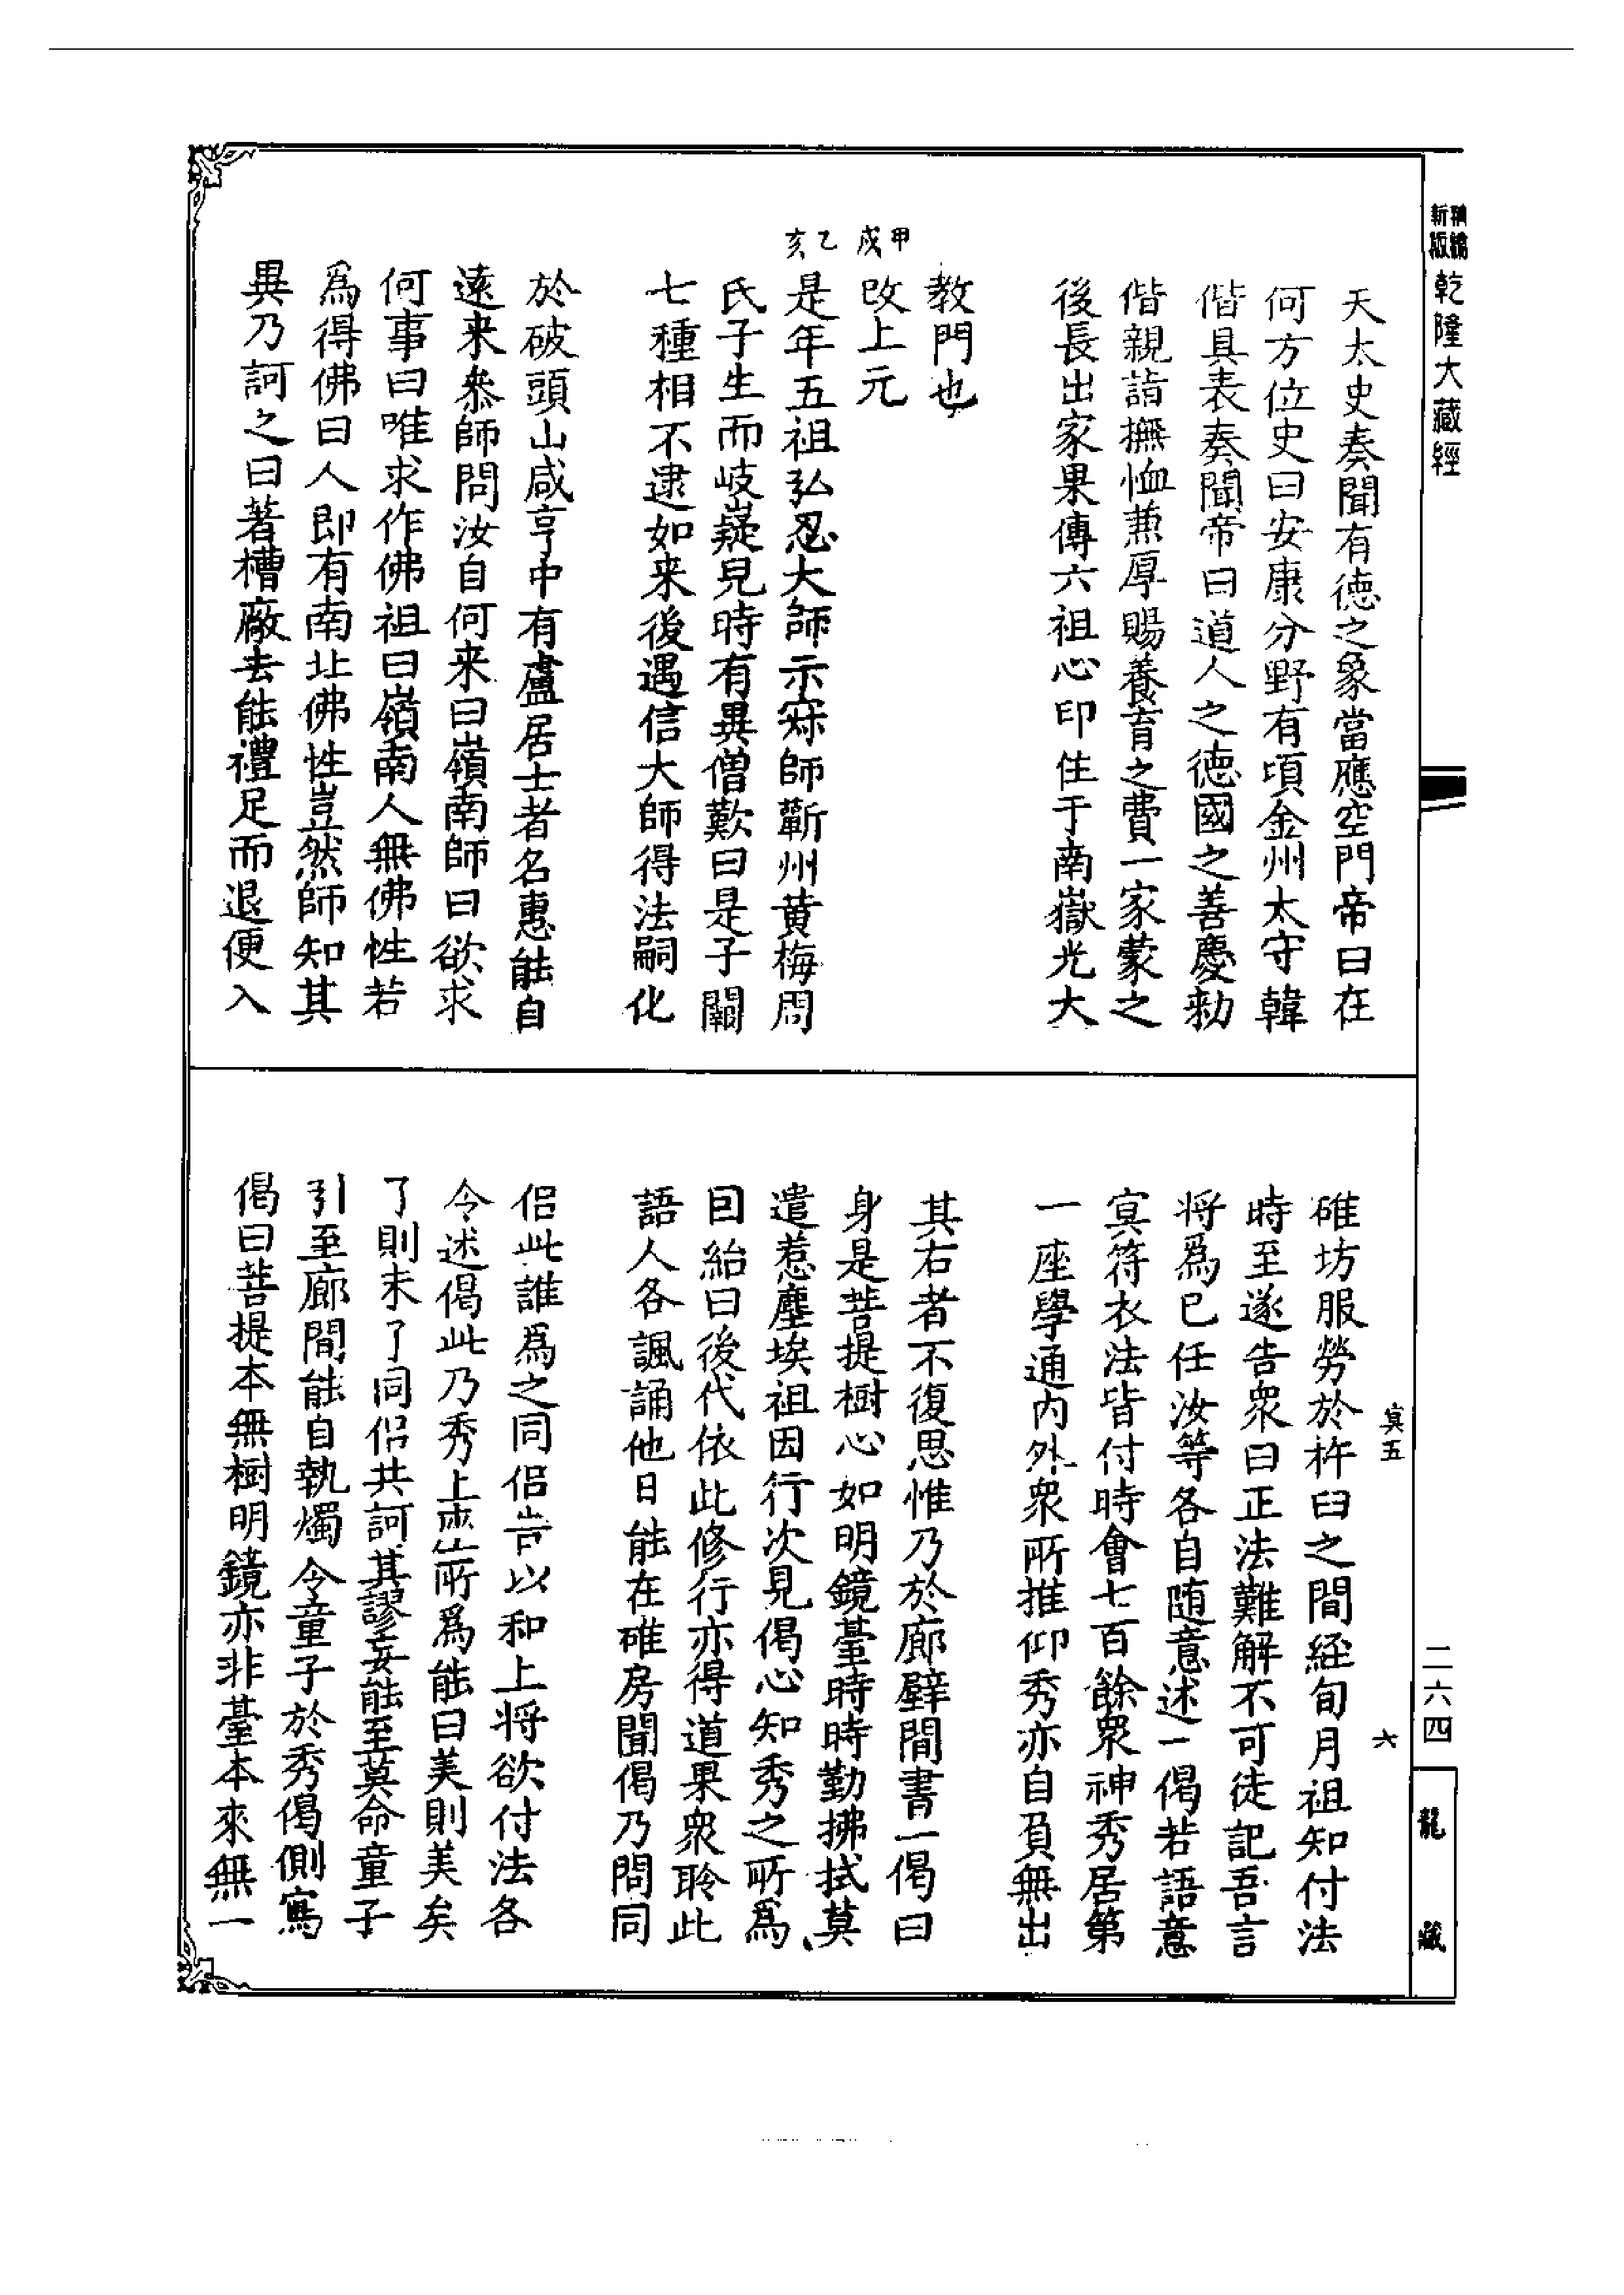 精編新版
乾隆大藏經
天太史奏聞有德之象當應空門帝曰在
何方位史曰安康分野有頃金州太守韓
偕具表奏聞帝曰道人之德國之善慶勑
偕親詣撫恤兼厚賜養育之費一家蒙之
後長出家果傳六祖心印住于南嶽光大
教門也
甲戌
改上元
乙亥
是年五祖弘忍大師示寂師蘄州黄梅周
氏子生而岐嶷兒時有異僧歎曰是子闕
七種相不逮如来後遇信大師得法嗣化
於破頭山咸亨中有盧居士者名惠能自
遠来叅師問汝自何来曰嶺南師曰欲求
何事曰唯求作佛祖曰嶺南人無佛性若
爲得佛曰人即有南北佛性豈然師知其
異乃訶之曰著槽廠去能禮足而退便入
碓坊服勞於杵臼之間経旬月祖知付法
時至遂告衆曰正法難解不可徒記吾言
将爲已任汝等各自随意述一偈若語意
冥符衣法皆付時會七百餘衆神秀居第
一座學通内外衆所推仰秀亦自負無出
其右者不復思惟乃於廊壁間書一偈曰
身是菩提樹心如明鏡臺時時勤拂拭莫
遣惹塵埃祖因行次見偈心知秀之所爲
因紿曰後代依此修行亦得道果衆聆此
語人各諷誦他日能在碓房聞偈乃問同
侣此誰爲之同侣告以和上将欲付法各
令述偈此乃秀上座所爲能曰美則美矣
了則未了同侣共訶其謬妄能至莫命童子
引至廊間能自執燭令童子於秀偈側寫
偈曰菩提本無樹明鏡亦非臺本來無一
冥五
六
二六四
龍藏